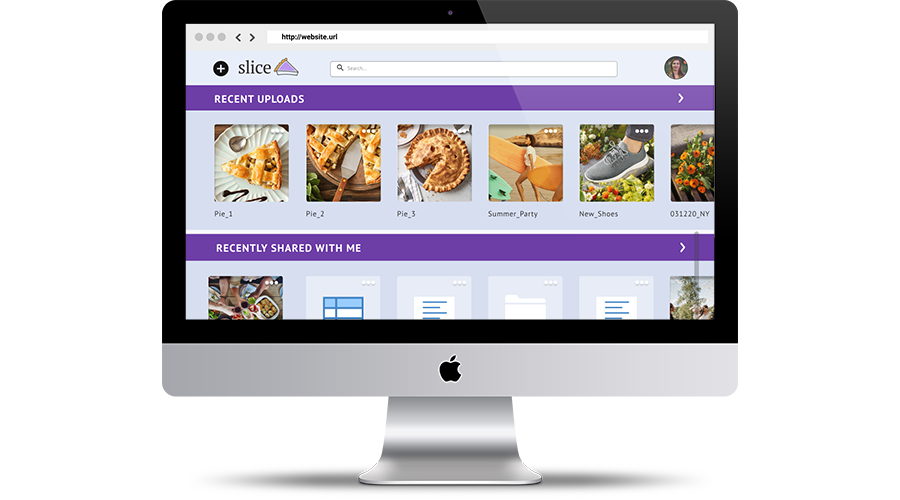 http://website.url
slice
Search...
RECENT UPLOADS
Pie_1
Pie_2
Pie_3
Summer_Party
New_Shoes
031220_NY
RECENTLY SHARED WITH ME